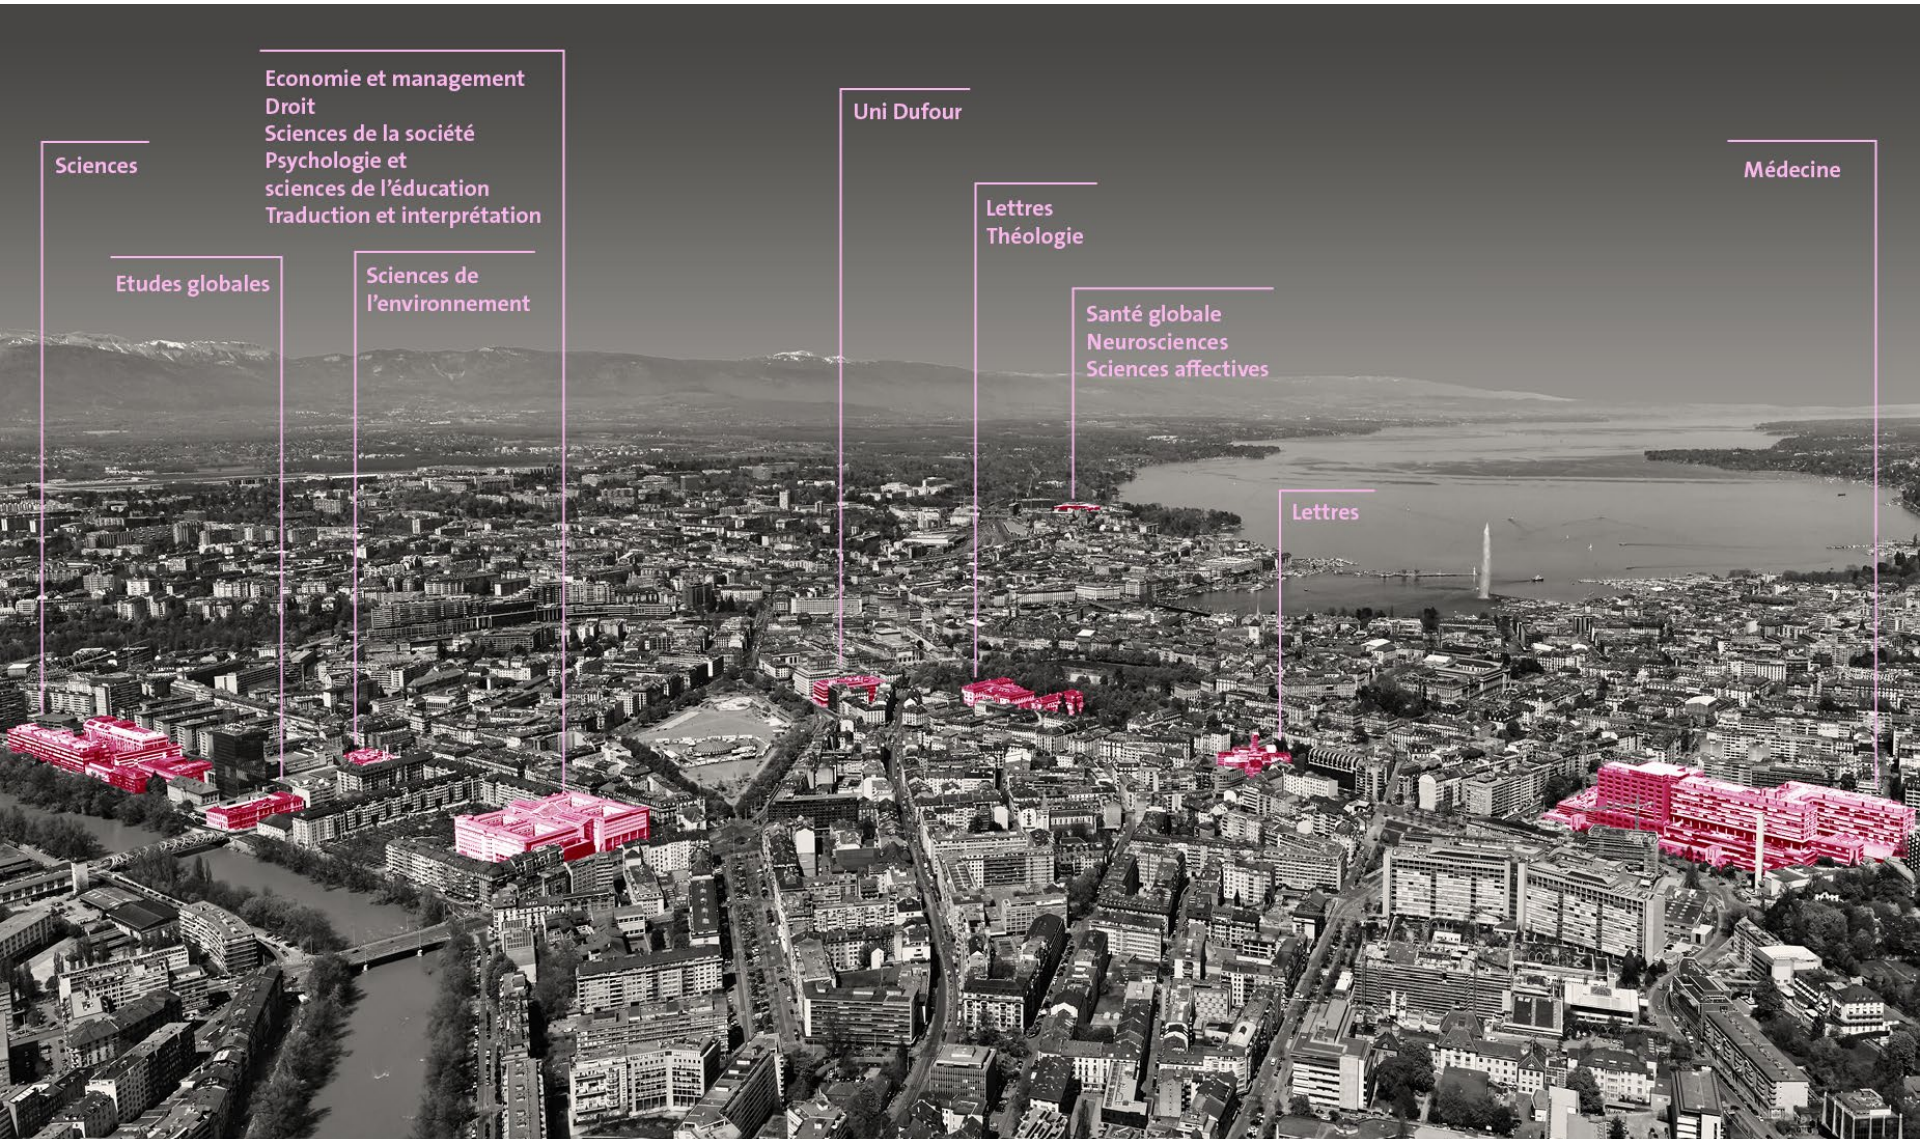 Economie et management
Droit
Sciences de la société
Psychologie et
sciences de l’éducation
Traduction et interprétation
Uni Dufour
Sciences
Médecine
Lettres
Théologie
Etudes globales
Sciences de
l’environnement
Santé globale
Neurosciences
Sciences affectives
Lettres